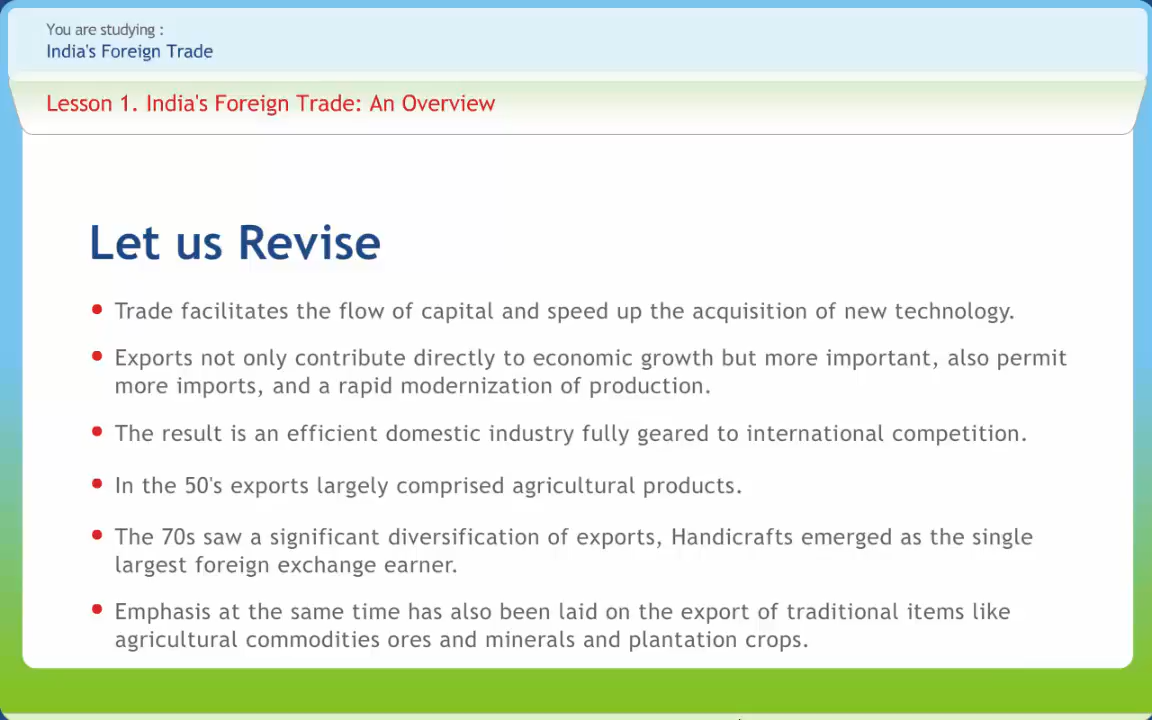 You are studying :
India's Foreign Trade
Lesson 1. India's Foreign Trade: An Overview
Let us Revise
• Trade facilitates the flow of capital and speed up the acquisition of new technology.
• Exports not only contribute directly to economic growth but more important, also permit
more imports, and a rapid modernization of production.
• The result is an efficient domestic industry fully geared to international competition.
• In the 50's exports largely comprised agricultural products.
• The 70s saw a significant diversification of exports, Handicrafts emerged as the single
largest foreign exchange earner.
• Emphasis at the same time has also been laid on the export of traditional items like
agricultural commodities ores and minerals and plantation crops.